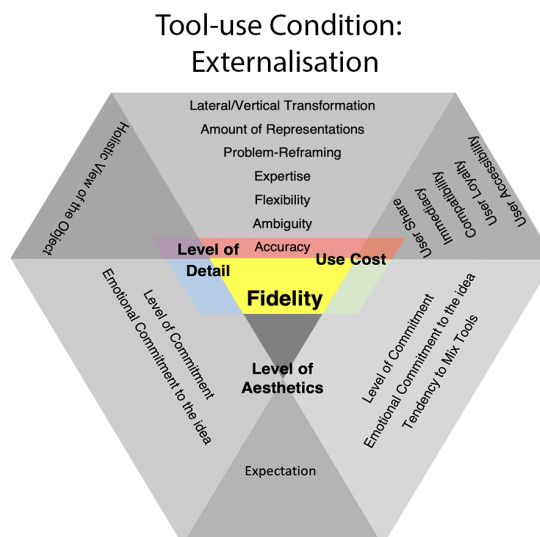 Tool-use Condition:
Externalisation
Lateral/Vertical Transformation
Amount of Representations
Problem-Reframing
Expertise
Flexibility
Ambiguity
Accuracy
Holistic View of the Object
User Accessibility
User Loyalty
Compatibility
Immediacy
User Share
Level of
Detail
Use Cost
Fidelity
Level of
Aesthetics
Level of Commitment
Emotional Commitment to the idea
Level of Commitment
Emotional Commitment to the idea
Tendency to Mix Tools
Expectation